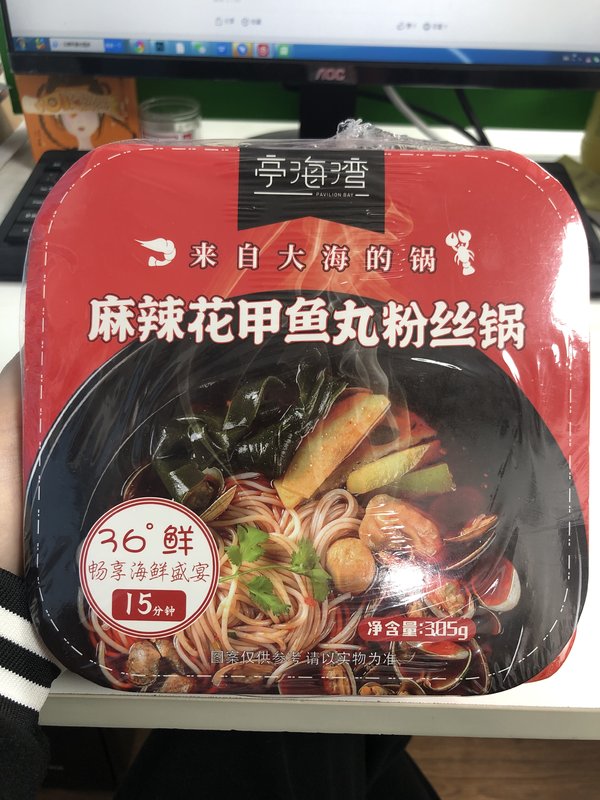 AOC
亭海湾
PAVILION BAY
来自大海的锅
麻辣花甲鱼丸粉丝锅
36°鲜
畅享海鲜盛宴
15分钟
净含量:305g
图案仅供参考 请以实物为准